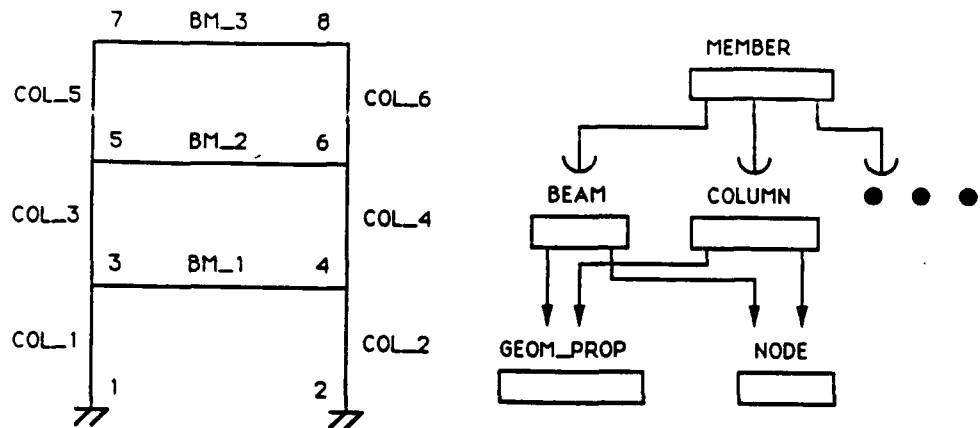 7 BM_3 8
COL_5
COL_6
5 BM_2 6
COL_3
COL_4
3 BM_1 4
COL_1
COL_2
1 2
MEMBER
BEAM COLUMN
GEOM_PROP NODE